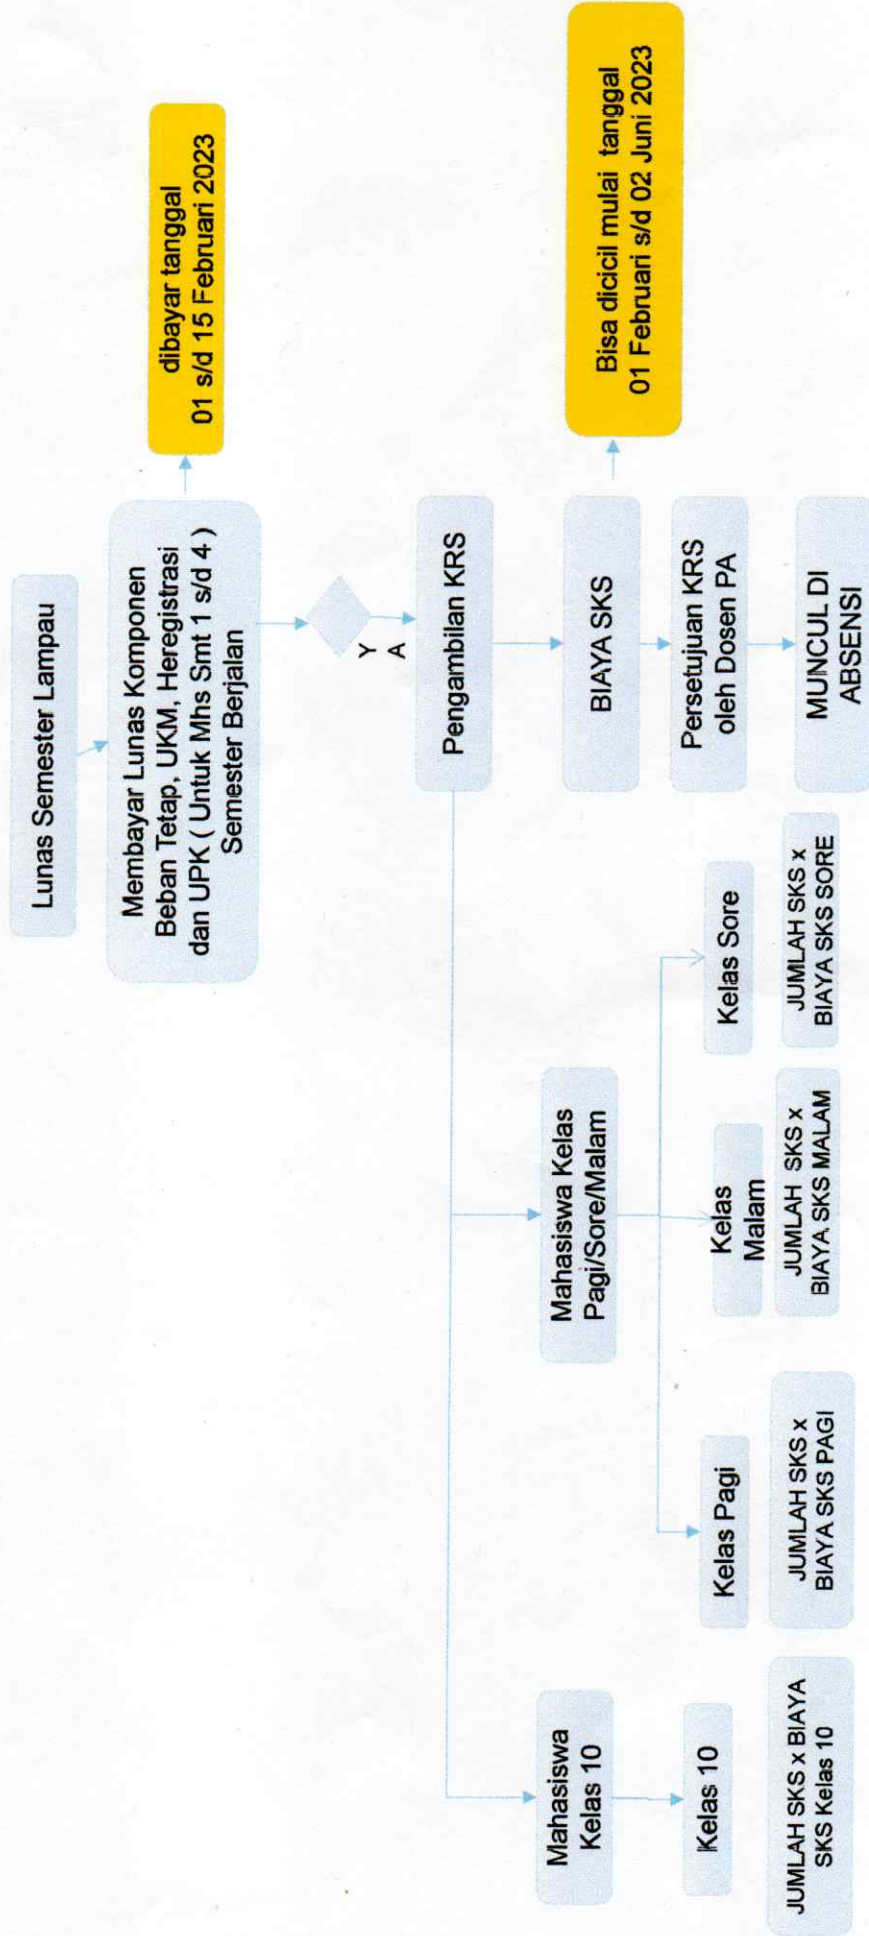 Lunas Semester Lampau
Membayar Lunas Komponen
Beban Tetap, UKM, Heregistrasi
dan UPK ( Untuk Mhs Smt 1 s/d 4 )
Semester Berjalan
dibayar tanggal
01 s/d 15 Februari 2023
Y
A
Pengambilan KRS
BIAYA SKS
Bisa dicicil mulai tanggal
01 Februari s/d 02 Juni 2023
Persetujuan KRS
oleh Dosen PA
MUNCUL DI
ABSENSI
Mahasiswa
Kelas 10
Mahasiswa Kelas
Pagi/Sore/Malam
Kelas 10
Kelas Pagi
Kelas
Malam
Kelas Sore
JUMLAH SKS x BIAYA
SKS Kelas 10
JUMLAH SKS x
BIAYA SKS PAGI
JUMLAH SKS x
BIAYA SKS MALAM
JUMLAH SKS x
BIAYA SKS SORE